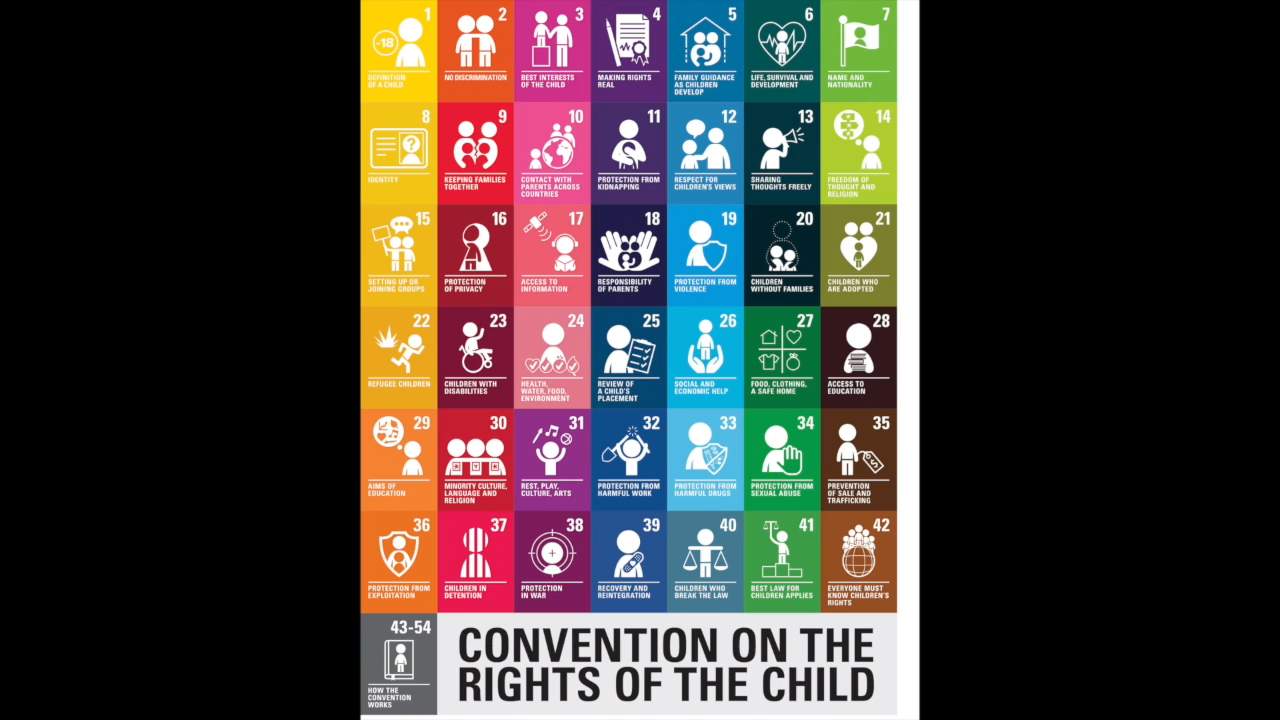 1
-18
DEFINITION
OF A CHILD
2
NO DISCRIMINATION
3
BEST INTERESTS
OF THE CHILD
4
MAKING RIGHTS
REAL
5
FAMILY GUIDANCE
AS CHILDREN
DEVELOP
6
LIFE, SURVIVAL AND
DEVELOPMENT
7
NAME AND
NATIONALITY
8
?
IDENTITY
9
KEEPING FAMILIES
TOGETHER
10
CONTACT WITH
PARENTS ACROSS
COUNTRIES
11
PROTECTION FROM
KIDNAPPING
12
RESPECT FOR
CHILDREN'S VIEWS
13
SHARING
THOUGHTS FREELY
14
FREEDOM OF
THOUGHT AND
RELIGION
15
SETTING UP OR
JOINING GROUPS
16
PROTECTION
OF PRIVACY
17
ACCESS TO
INFORMATION
18
RESPONSIBILITY
OF PARENTS
19
PROTECTION FROM
VIOLENCE
20
CHILDREN
WITHOUT FAMILIES
21
CHILDREN WHO
ARE ADOPTED
22
REFUGEE CHILDREN
23
CHILDREN WITH
DISABILITIES
24
HEALTH,
WATER, FOOD,
ENVIRONMENT
25
REVIEW OF
A CHILD'S
PLACEMENT
26
SOCIAL AND
ECONOMIC HELP
27
FOOD, CLOTHING,
A SAFE HOME
28
ACCESS TO
EDUCATION
29
AIMS OF
EDUCATION
30
MINORITY CULTURE,
LANGUAGE AND
RELIGION
31
REST, PLAY,
CULTURE, ARTS
32
PROTECTION FROM
HARMFUL WORK
33
PROTECTION FROM
HARMFUL DRUGS
34
PROTECTION FROM
SEXUAL ABUSE
35
$
PREVENTION
OF SALE AND
TRAFFICKING
36
PROTECTION FROM
EXPLOITATION
37
CHILDREN IN
DETENTION
38
PROTECTION
IN WAR
39
RECOVERY AND
REINTEGRATION
40
CHILDREN WHO
BREAK THE LAW
41
BEST LAW FOR
CHILDREN APPLIES
42
EVERYONE MUST
KNOW CHILDREN'S
RIGHTS
43-54
HOW THE
CONVENTION
WORKS
CONVENTION ON THE
RIGHTS OF THE CHILD